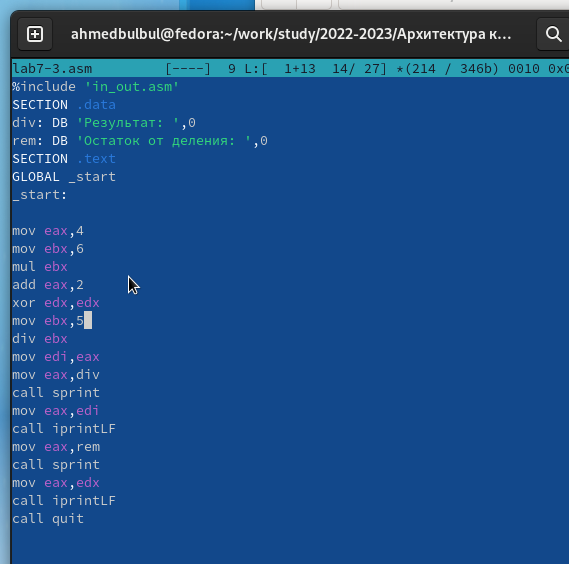 ahmedbulbul@fedora:~/work/study/2022-2023/Архитектура к...
lab7-3.asm [----] 9 L:[ 1+13 14/ 27] *(214 / 346b) 0010 0x0
%include 'in_out.asm'
SECTION .data
div: DB 'Результат: ',0
rem: DB 'Остаток от деления: ',0
SECTION .text
GLOBAL _start
_start:
mov eax,4
mov ebx,6
mul ebx
add eax,2
xor edx,edx
mov ebx,5
div ebx
mov edi,eax
mov eax,div
call sprint
mov eax,edi
call iprintLF
mov eax,rem
call sprint
mov eax,edx
call iprintLF
call quit